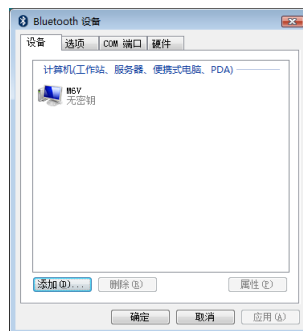 Bluetooth 设备
设备 选项 COM 端口 硬件
计算机(工作站、服务器、便携式电脑、PDA)
M6V
无密钥
添加(D)... 删除(R) 属性(P)
确定 取消 应用(A)